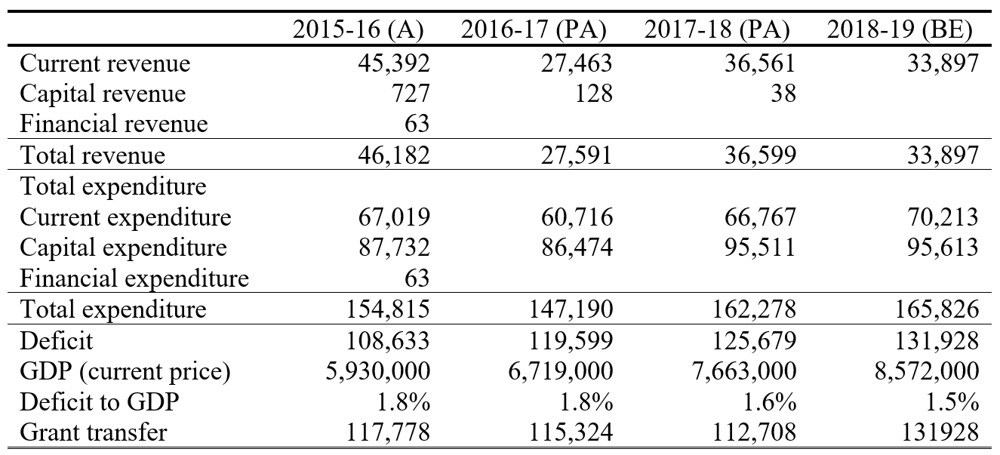 2015-16 (A) 2016-17 (PA) 2017-18 (PA) 2018-19 (BE)
Current revenue 45,392 27,463 36,561 33,897
Capital revenue 727 128 38
Financial revenue 63
Total revenue 46,182 27,591 36,599 33,897
Total expenditure
Current expenditure 67,019 60,716 66,767 70,213
Capital expenditure 87,732 86,474 95,511 95,613
Financial expenditure 63
Total expenditure 154,815 147,190 162,278 165,826
Deficit 108,633 119,599 125,679 131,928
GDP (current price) 5,930,000 6,719,000 7,663,000 8,572,000
Deficit to GDP 1.8% 1.8% 1.6% 1.5%
Grant transfer 117,778 115,324 112,708 131928